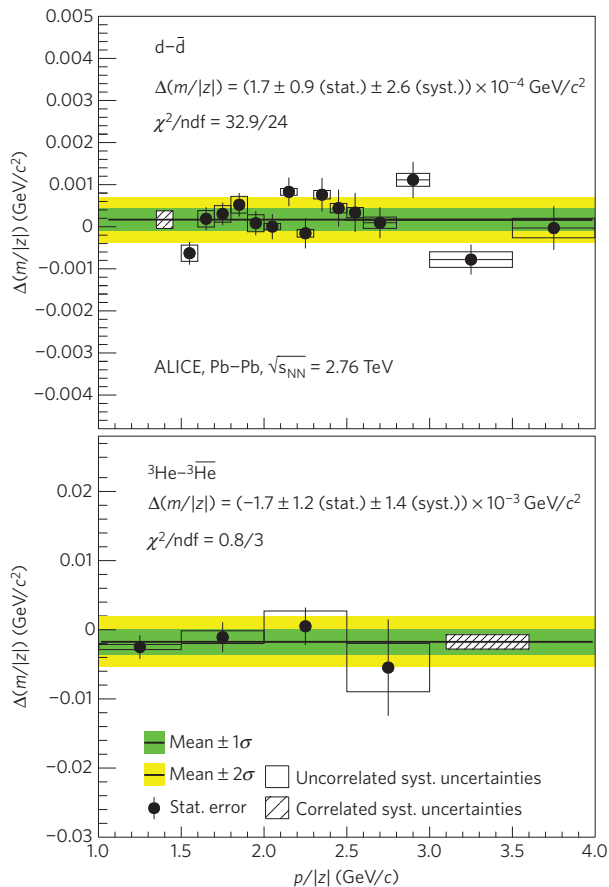 0.005
0.004
0.003
0.002
0.001
0
−0.001
−0.002
−0.003
−0.004
Δ(m/|z|) (GeV/c²)
d–d̄
Δ(m/|z|) = (1.7 ± 0.9 (stat.) ± 2.6 (syst.)) × 10⁻⁴ GeV/c²
χ²/ndf = 32.9/24
ALICE, Pb–Pb, √s_NN = 2.76 TeV
0.02
0.01
0
−0.01
−0.02
−0.03
Δ(m/|z|) (GeV/c²)
³He–³H̅e̅
Δ(m/|z|) = (−1.7 ± 1.2 (stat.) ± 1.4 (syst.)) × 10⁻³ GeV/c²
χ²/ndf = 0.8/3
Mean ± 1σ
Mean ± 2σ
Stat. error
Uncorrelated syst. uncertainties
Correlated syst. uncertainties
1.0 1.5 2.0 2.5 3.0 3.5 4.0
p/|z| (GeV/c)